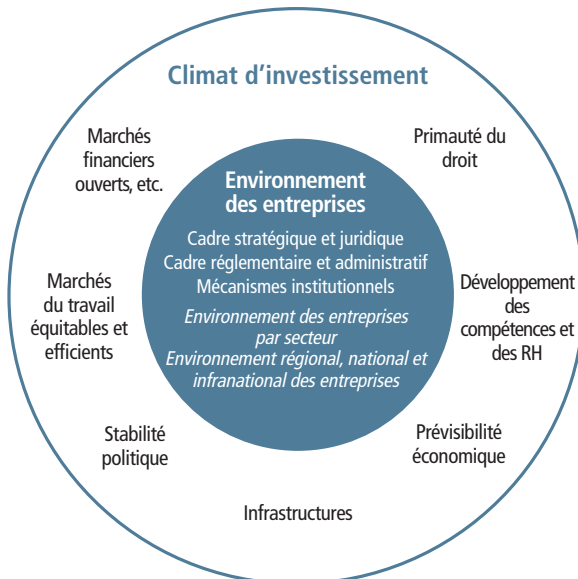 Climat d'investissement
Marchés
financiers
ouverts, etc.
Primauté du
droit
Environnement
des entreprises
Cadre stratégique et juridique
Cadre réglementaire et administratif
Mécanismes institutionnels
Environnement des entreprises
par secteur
Environnement régional, national et
infranational des entreprises
Marchés
du travail
équitables et
efficients
Développement
des
compétences et
des RH
Stabilité
politique
Prévisibilité
économique
Infrastructures